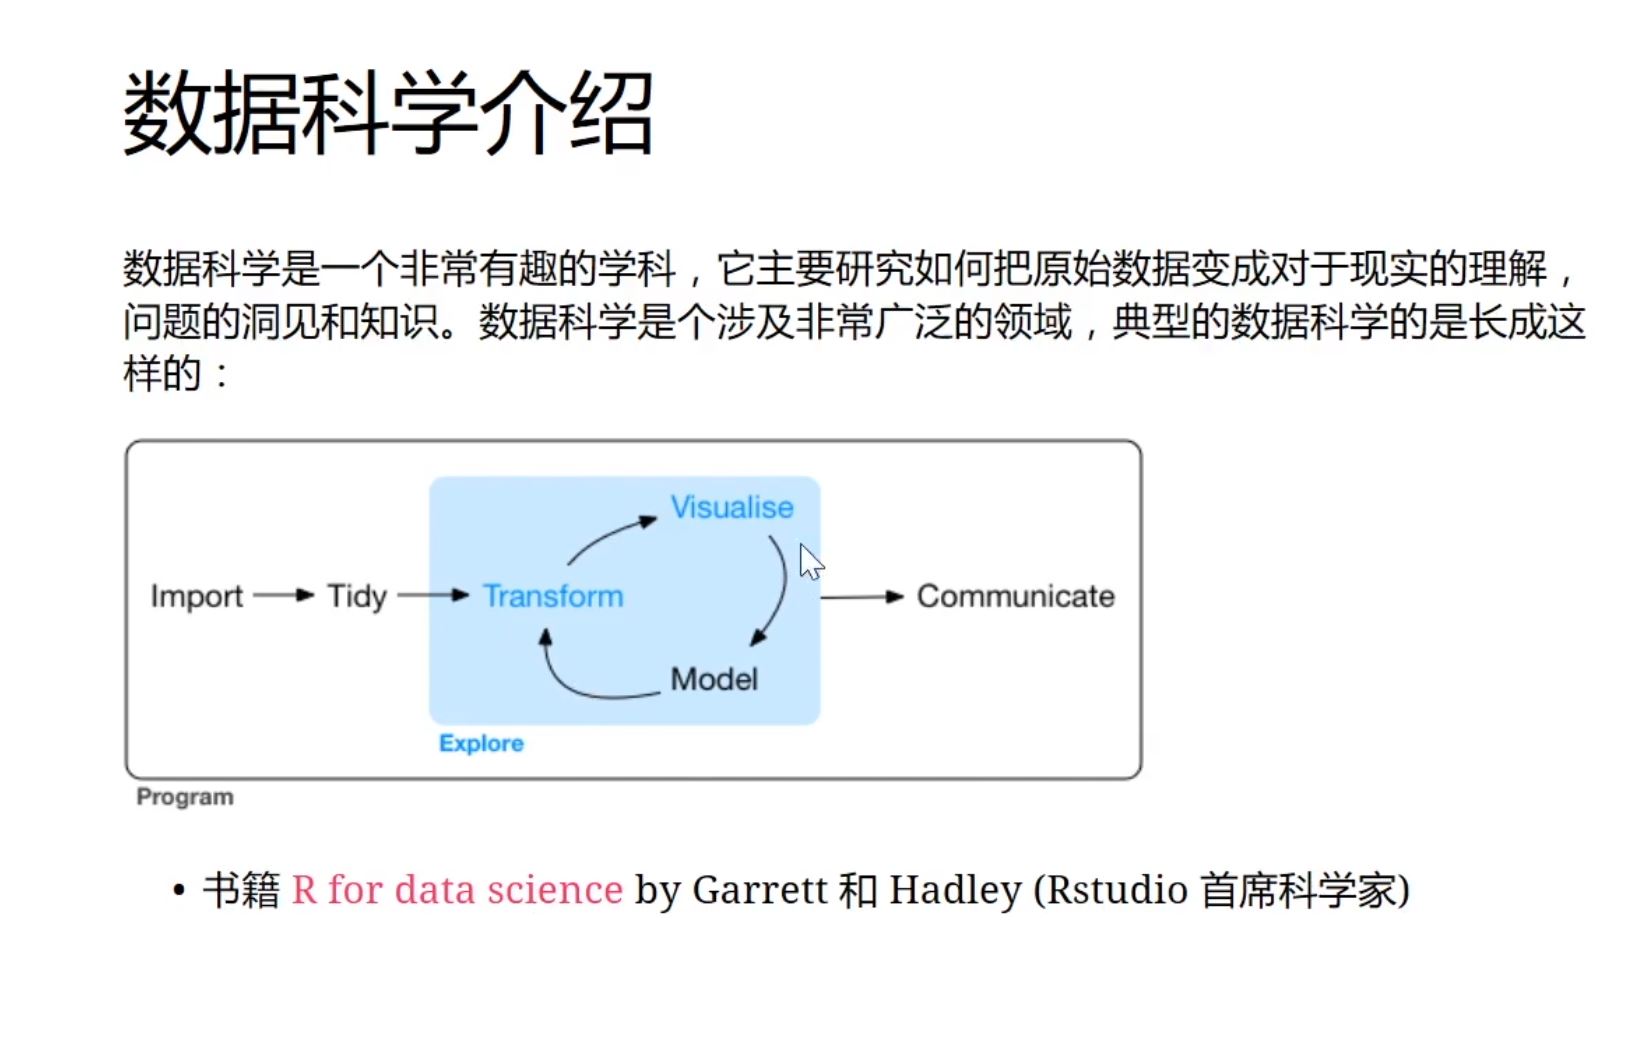 数据科学介绍
数据科学是一个非常有趣的学科，它主要研究如何把原始数据变成对于现实的理解，
问题的洞见和知识。数据科学是个涉及非常广泛的领域，典型的数据科学的是长成这
样的：
Visualise
Import Tidy Transform Communicate
Model
Explore
Program
• 书籍 R for data science by Garrett 和 Hadley (Rstudio 首席科学家)